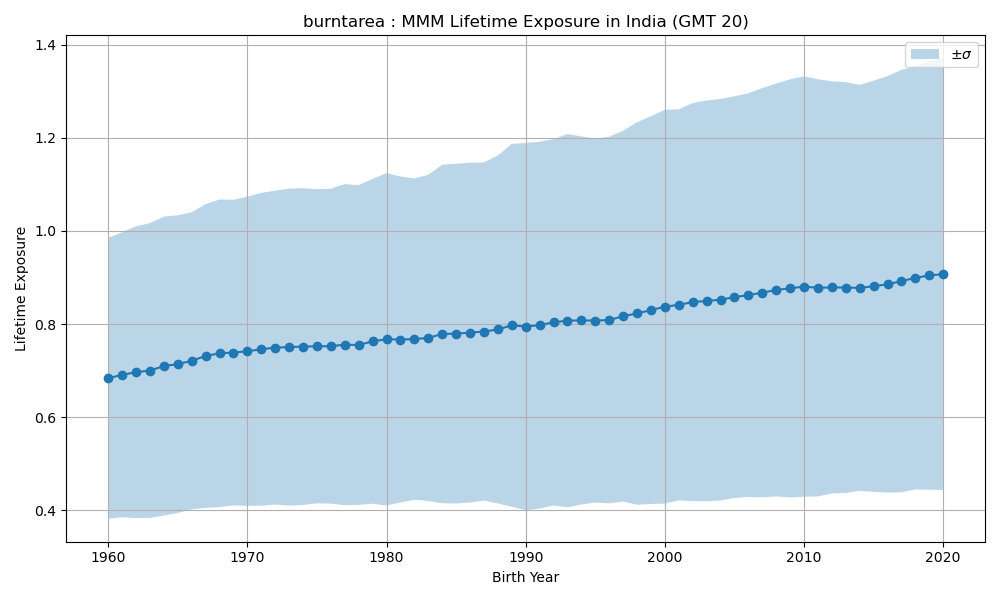 burntarea : MMM Lifetime Exposure in India (GMT 20)
±σ
Lifetime Exposure
1.4
1.2
1.0
0.8
0.6
0.4
1960 1970 1980 1990 2000 2010 2020
Birth Year